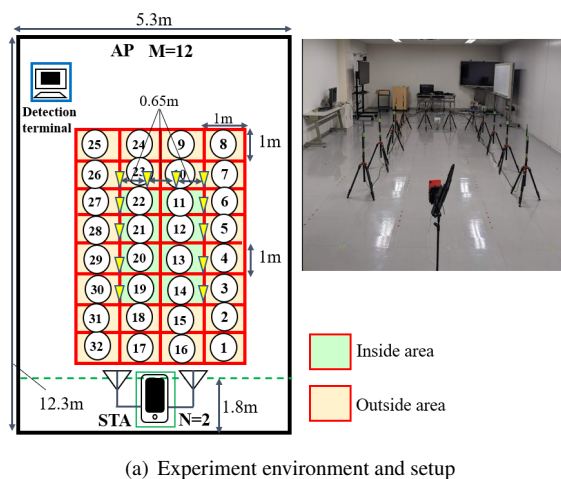 5.3m
AP M=12
0.65m
Detection
terminal
1m
1m
25 24 9 8
26 23 0 7
27 22 11 6
28 21 12 5
29 20 13 4
1m
30 19 14 3
31 18 15 2
32 17 16 1
Inside area
Outside area
12.3m
STA N=2
1.8m
(a) Experiment environment and setup